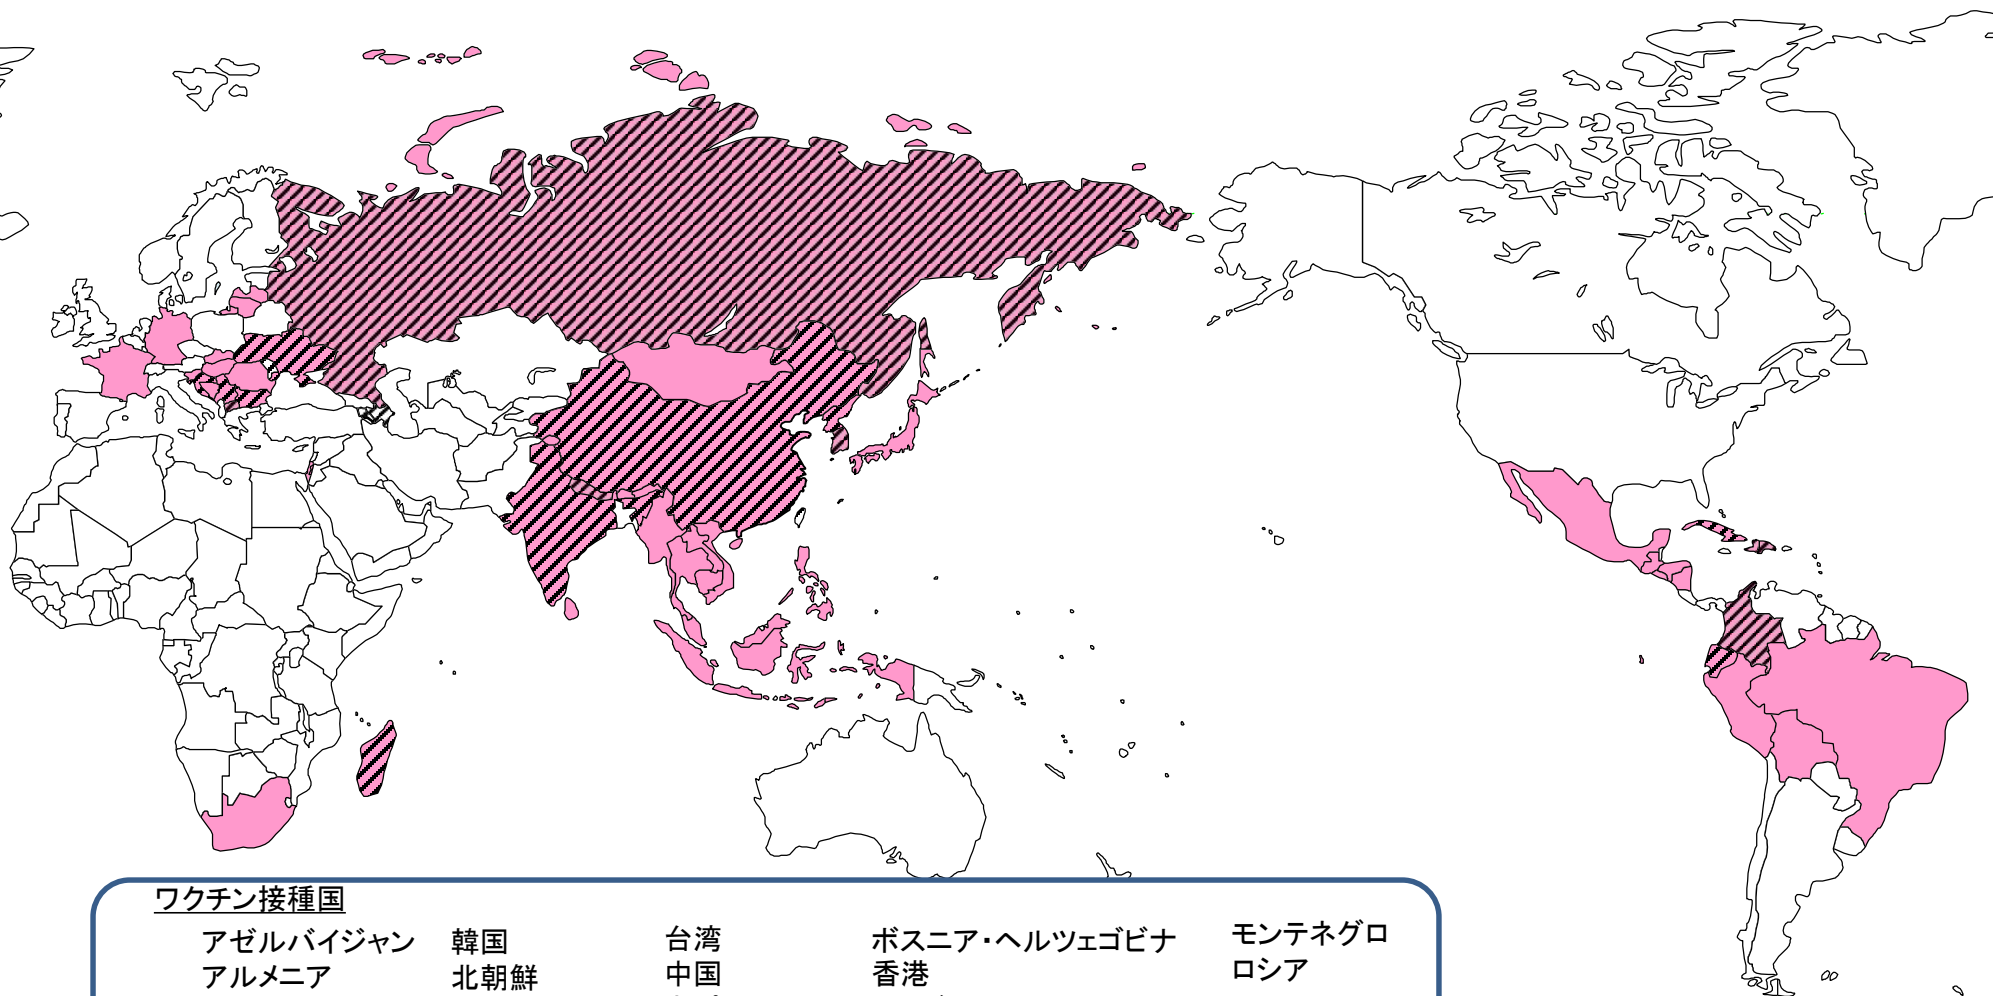 ワクチン接種国
アゼルバイジャン 韓国 台湾 ボスニア・ヘルツェゴビナ モンテネグロ
アルメニア 北朝鮮 中国 香港 ロシア